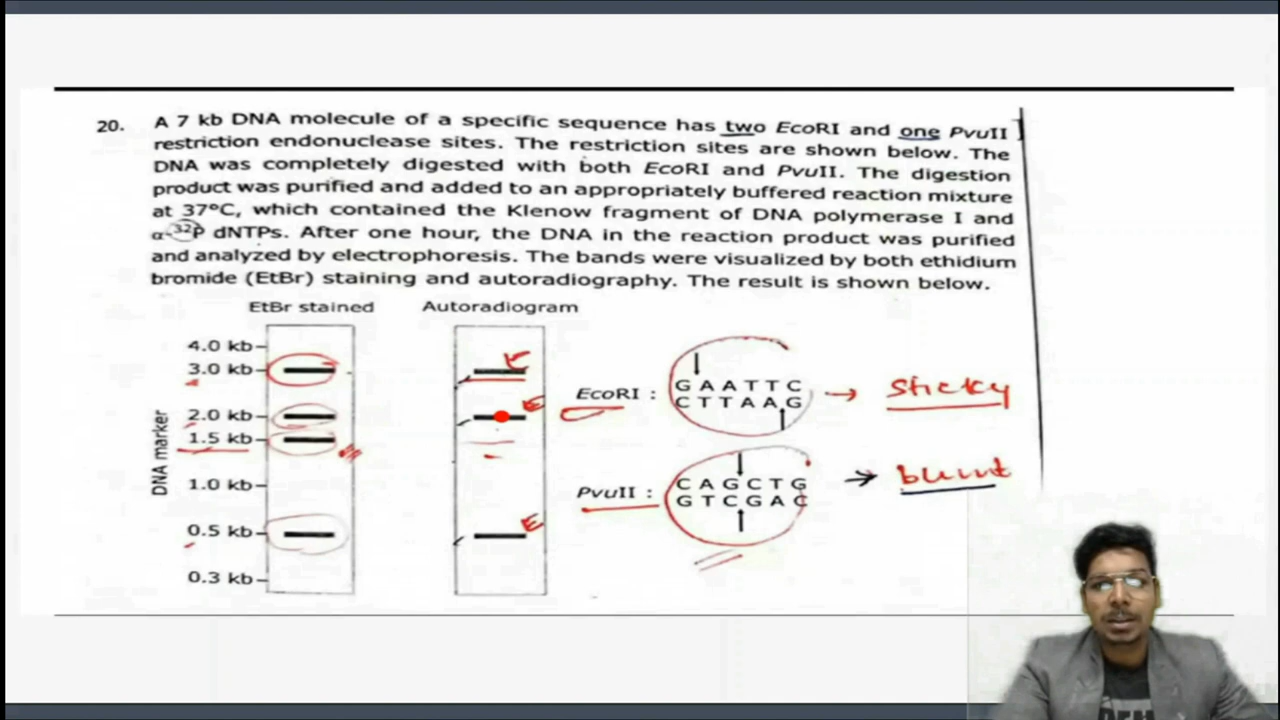 20. A 7 kb DNA molecule of a specific sequence has two EcoRI and one PvuII
restriction endonuclease sites. The restriction sites are shown below. The
DNA was completely digested with both EcoRI and PvuII. The digestion
product was purified and added to an appropriately buffered reaction mixture
at 37°C, which contained the Klenow fragment of DNA polymerase I and
α-³²P dNTPs. After one hour, the DNA in the reaction product was purified
and analyzed by electrophoresis. The bands were visualized by both ethidium
bromide (EtBr) staining and autoradiography. The result is shown below.
EtBr stained
Autoradiogram
DNA marker
4.0 kb
3.0 kb
2.0 kb
1.5 kb
1.0 kb
0.5 kb
0.3 kb
EcoRI :
G A A T T C
C T T A A G
→ Sticky
PvuII :
C A G C T G
G T C G A C
→ blunt